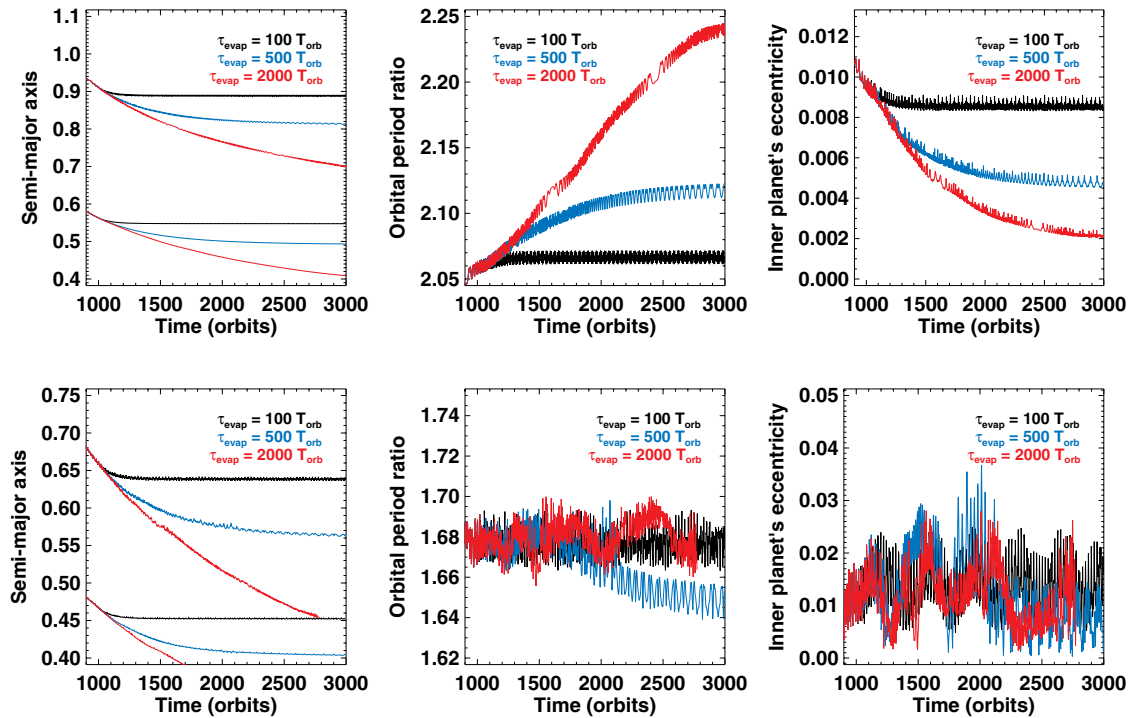 Semi-major axis
1.1
1.0
0.9
0.8
0.7
0.6
0.5
0.4
τevap = 100 Torb
τevap = 500 Torb
τevap = 2000 Torb
1000 1500 2000 2500 3000
Time (orbits)
Orbital period ratio
2.25
2.20
2.15
2.10
2.05
τevap = 100 Torb
τevap = 500 Torb
τevap = 2000 Torb
1000 1500 2000 2500 3000
Time (orbits)
Inner planet's eccentricity
0.012
0.010
0.008
0.006
0.004
0.002
0.000
τevap = 100 Torb
τevap = 500 Torb
τevap = 2000 Torb
1000 1500 2000 2500 3000
Time (orbits)
Semi-major axis
0.75
0.70
0.65
0.60
0.55
0.50
0.45
0.40
τevap = 100 Torb
τevap = 500 Torb
τevap = 2000 Torb
1000 1500 2000 2500 3000
Time (orbits)
Orbital period ratio
1.74
1.72
1.70
1.68
1.66
1.64
1.62
τevap = 100 Torb
τevap = 500 Torb
τevap = 2000 Torb
1000 1500 2000 2500 3000
Time (orbits)
Inner planet's eccentricity
0.05
0.04
0.03
0.02
0.01
0.00
τevap = 100 Torb
τevap = 500 Torb
τevap = 2000 Torb
1000 1500 2000 2500 3000
Time (orbits)